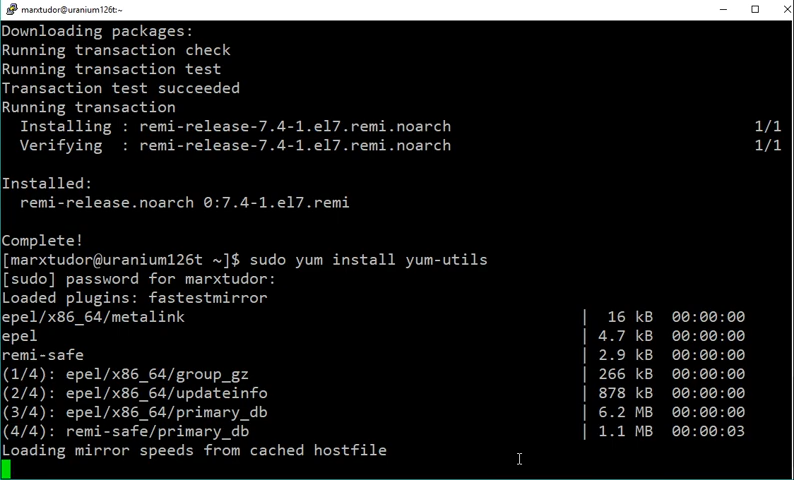 marxtudor@uranium126t:~
Downloading packages:
Running transaction check
Running transaction test
Transaction test succeeded
Running transaction
  Installing : remi-release-7.4-1.el7.remi.noarch 1/1
  Verifying  : remi-release-7.4-1.el7.remi.noarch 1/1
Installed:
  remi-release.noarch 0:7.4-1.el7.remi
Complete!
[marxtudor@uranium126t ~]$ sudo yum install yum-utils
[sudo] password for marxtudor:
Loaded plugins: fastestmirror
epel/x86_64/metalink | 16 kB 00:00:00
epel | 4.7 kB 00:00:00
remi-safe | 2.9 kB 00:00:00
(1/4): epel/x86_64/group_gz | 266 kB 00:00:00
(2/4): epel/x86_64/updateinfo | 878 kB 00:00:00
(3/4): epel/x86_64/primary_db | 6.2 MB 00:00:00
(4/4): remi-safe/primary_db | 1.1 MB 00:00:03
Loading mirror speeds from cached hostfile